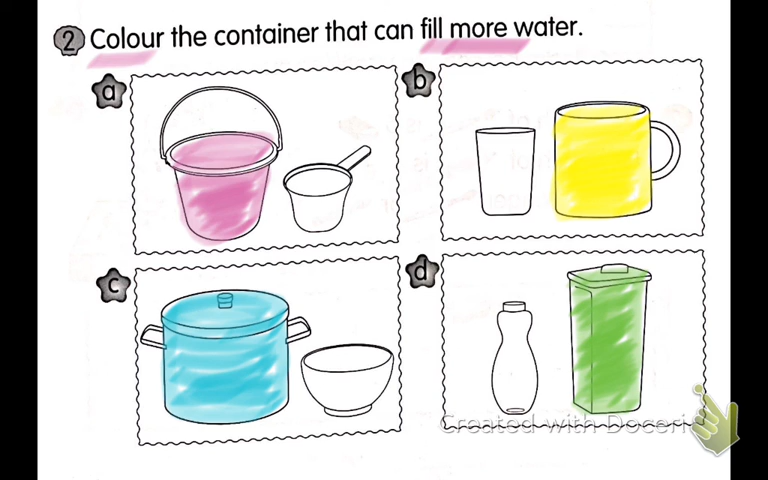 2 Colour the container that can fill more water.
a
b
c
d
Created with Doceri